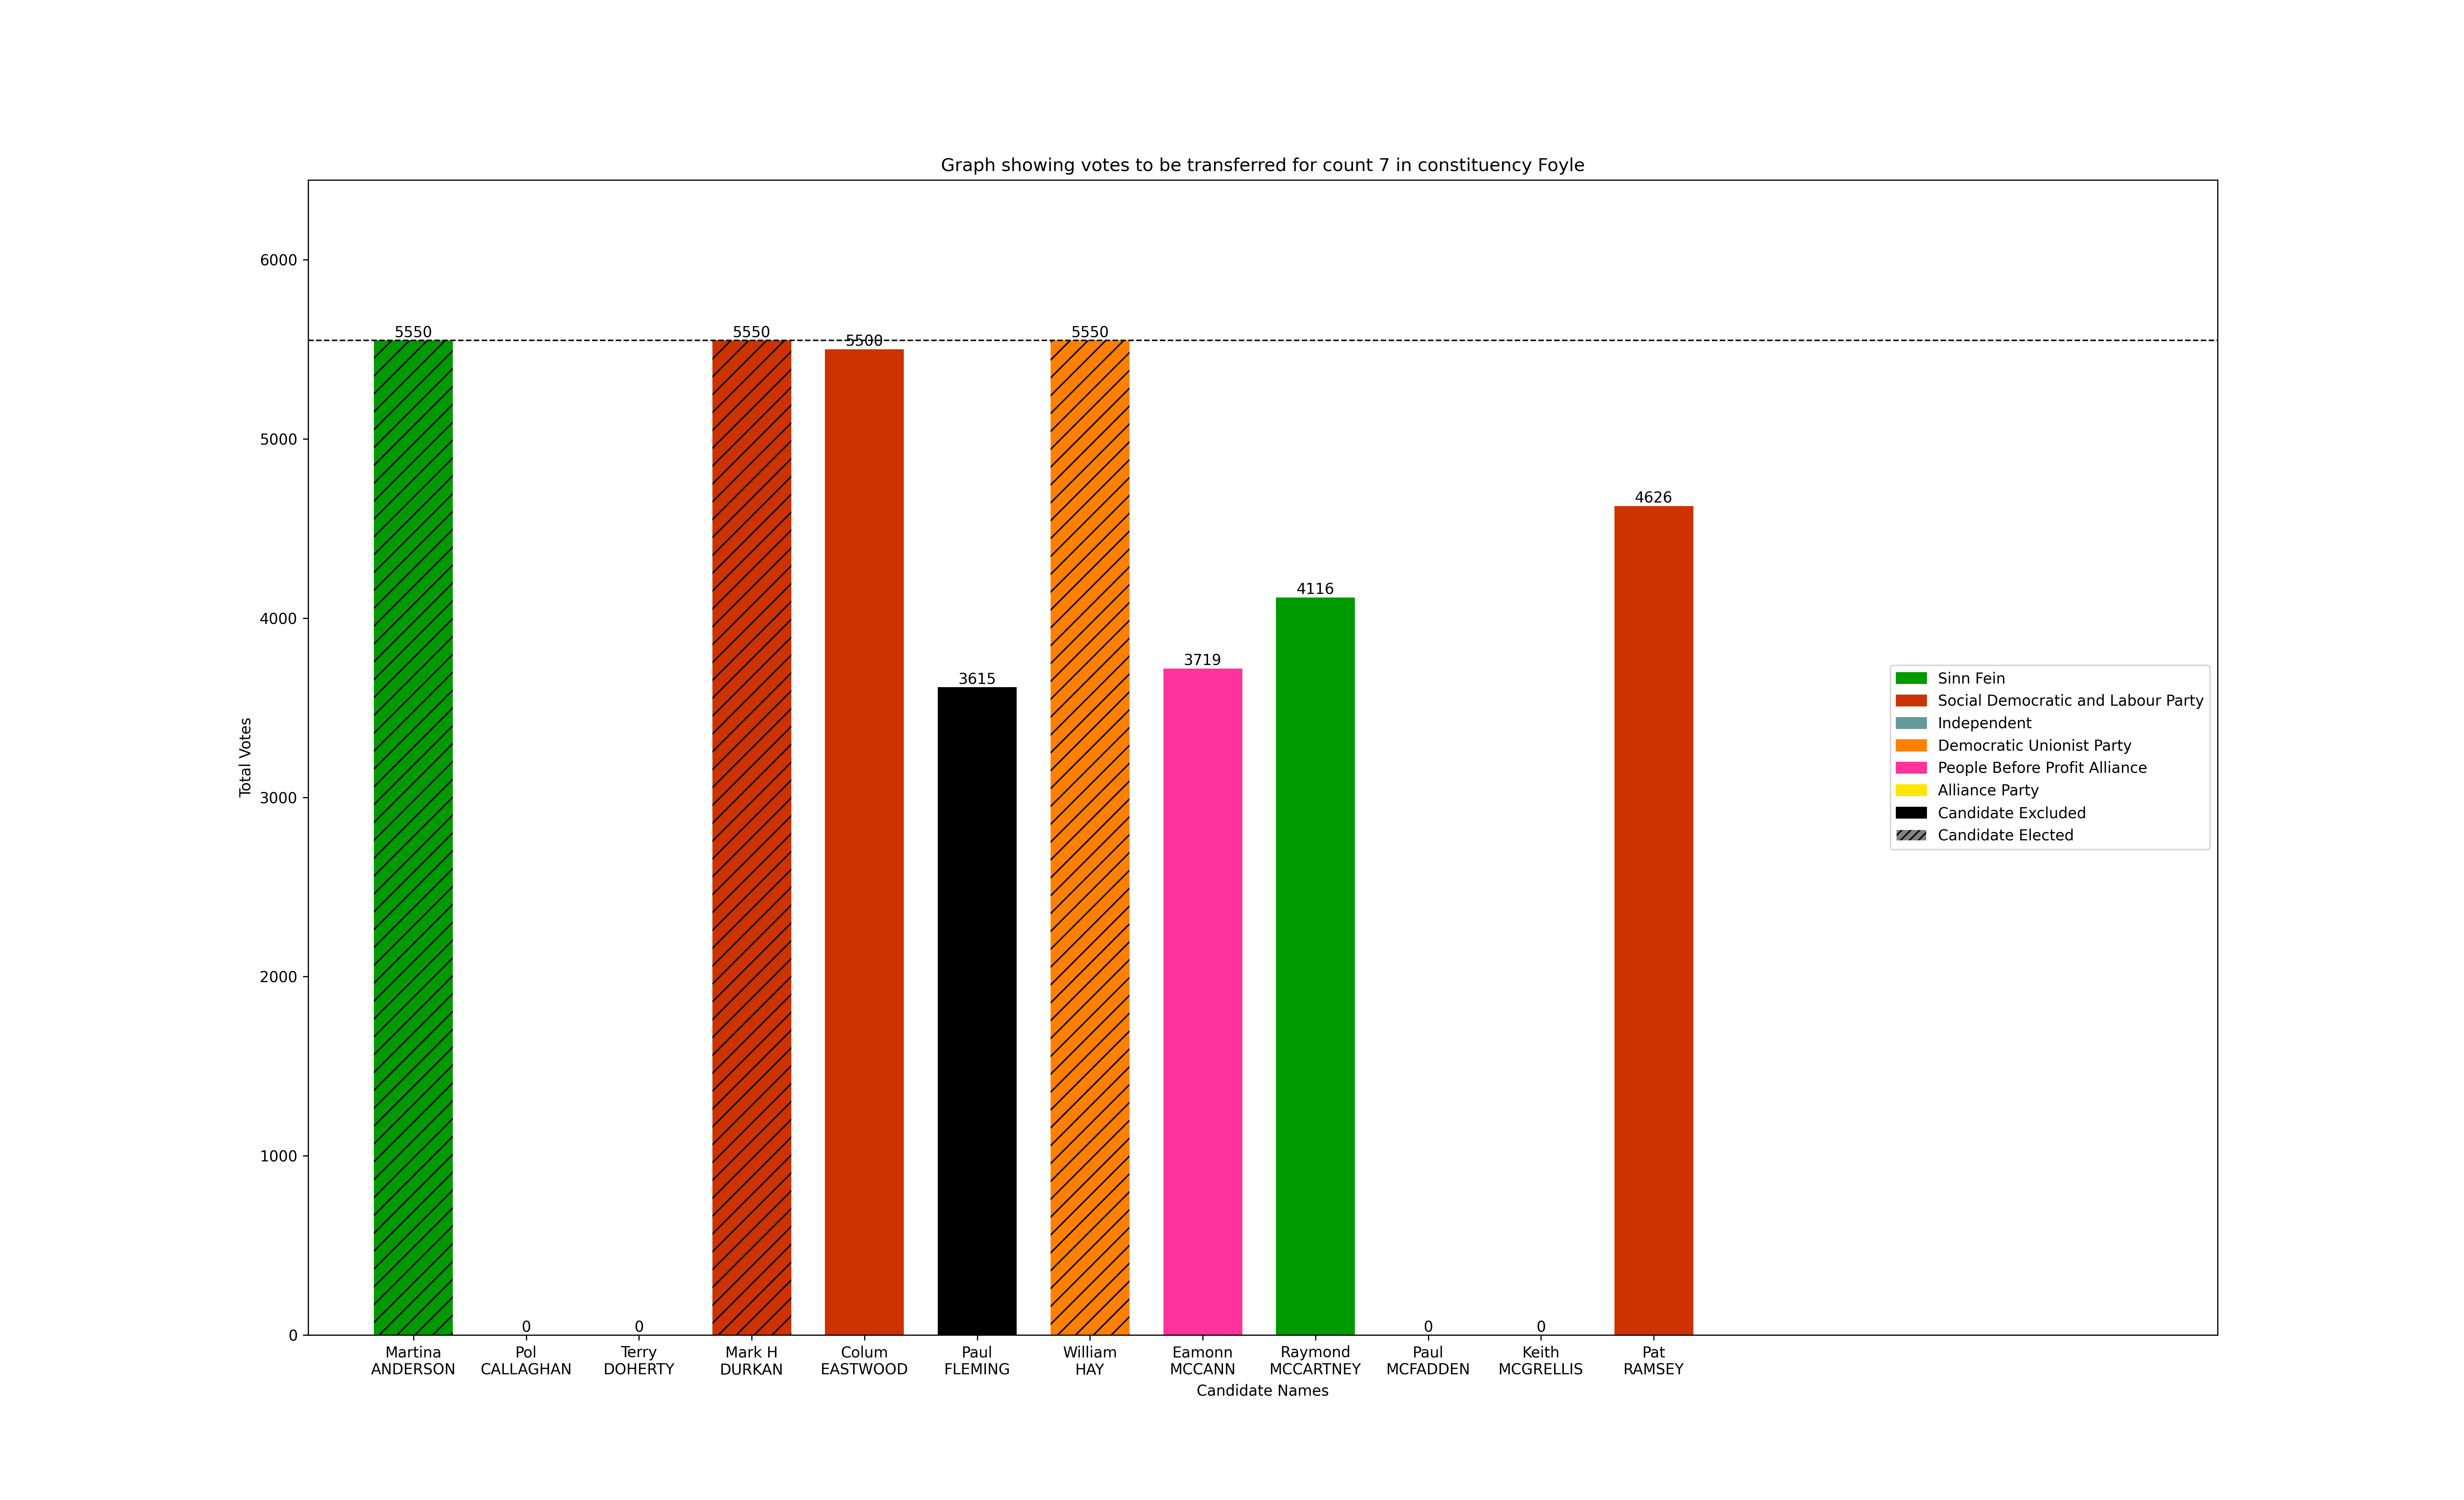 Graph showing votes to be transferred for count 7 in constituency Foyle
6000
5000
4000
3000
2000
1000
0
Total Votes
5550
0
0
5550
5500
3615
5550
3719
4116
0
0
4626
Martina
ANDERSON
Pol
CALLAGHAN
Terry
DOHERTY
Mark H
DURKAN
Colum
EASTWOOD
Paul
FLEMING
William
HAY
Eamonn
MCCANN
Raymond
MCCARTNEY
Paul
MCFADDEN
Keith
MCGRELLIS
Pat
RAMSEY
Candidate Names
Sinn Fein
Social Democratic and Labour Party
Independent
Democratic Unionist Party
People Before Profit Alliance
Alliance Party
Candidate Excluded
Candidate Elected